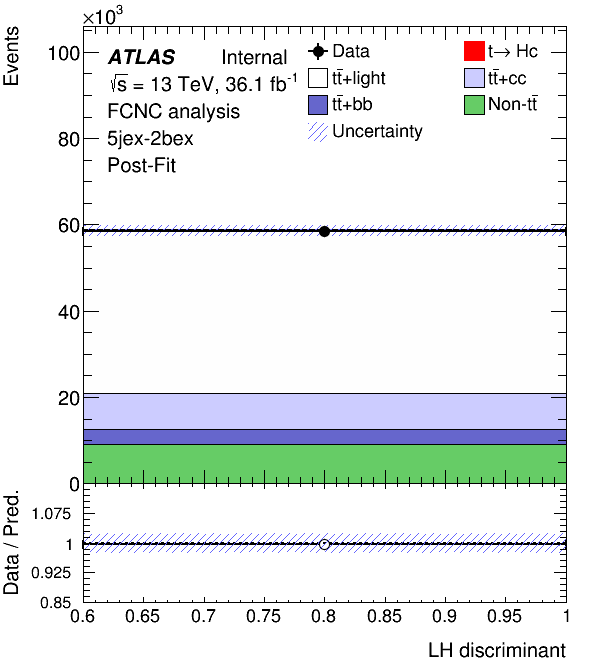 ×10³
Events
100
80
60
40
20
0
ATLAS Internal
√s = 13 TeV, 36.1 fb⁻¹
FCNC analysis
5jex-2bex
Post-Fit
Data
t→ Hc
tt̄+light
tt̄+cc
tt̄+bb
Non-tt̄
Uncertainty
Data / Pred.
1.075
1
0.925
0.85
0.6 0.65 0.7 0.75 0.8 0.85 0.9 0.95 1
LH discriminant